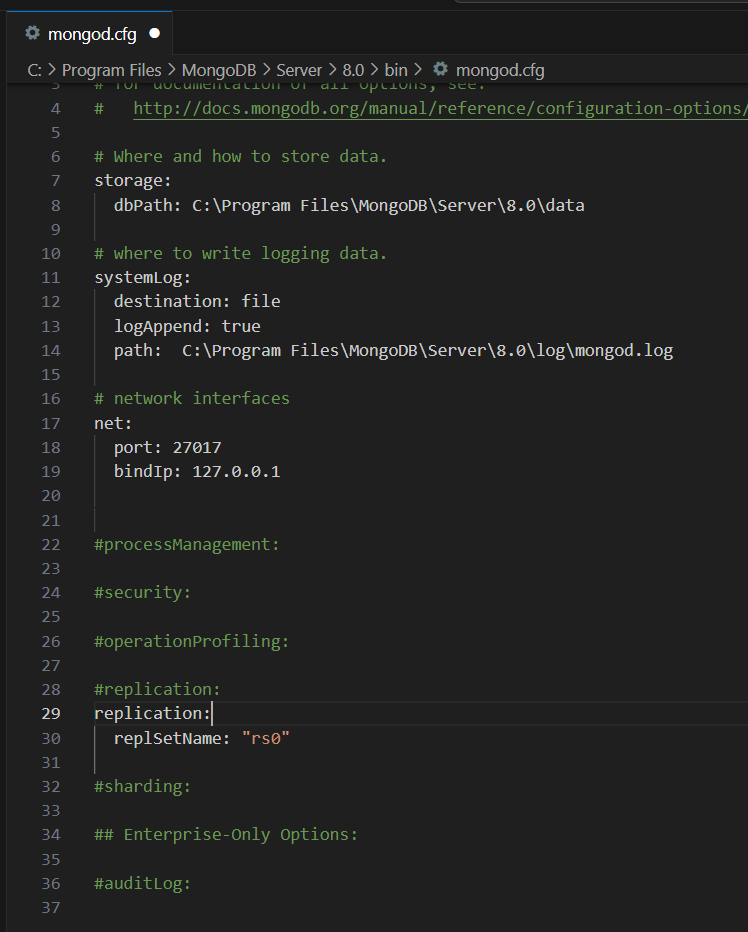 mongod.cfg
C: > Program Files > MongoDB > Server > 8.0 > bin > mongod.cfg
3 # for documentation of all options, see:
4 #   http://docs.mongodb.org/manual/reference/configuration-options/
5
6 # Where and how to store data.
7 storage:
8   dbPath: C:\Program Files\MongoDB\Server\8.0\data
9
10 # where to write logging data.
11 systemLog:
12   destination: file
13   logAppend: true
14   path:  C:\Program Files\MongoDB\Server\8.0\log\mongod.log
15
16 # network interfaces
17 net:
18   port: 27017
19   bindIp: 127.0.0.1
20
21
22 #processManagement:
23
24 #security:
25
26 #operationProfiling:
27
28 #replication:
29 replication:
30   replSetName: "rs0"
31
32 #sharding:
33
34 ## Enterprise-Only Options:
35
36 #auditLog:
37